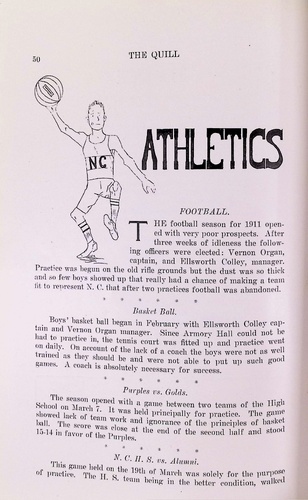 50
THE QUILL
NC
ATHLETICS
FOOTBALL.
THE football season for 1911 open-
ed with very poor prospects. After
three weeks of idleness the follow-
ing officers were elected: Vernon Organ,
captain, and Ellsworth Colley, manager.
Practice was begun on the old rifle grounds but the dust was so thick
and so few boys showed up that really had a chance of making a team
fit to represent N. C. that after two practices football was abandoned.
* * * * * *
Basket Ball.
Boys' basket ball began in February with Ellsworth Colley cap-
tain and Vernon Organ manager. Since Armory Hall could not be
had to practice in, the tennis court was fitted up and practice went
on daily. On account of the lack of a coach the boys were not as well
trained as they should be and were not able to put up such good
games. A coach is absolutely necessary for success.
* * * * *
Purples vs. Golds.
The season opened with a game between two teams of the High
School on March 7. It was held principally for practice. The game
showed lack of team work and ignorance of the principles of basket
ball. The score was close at the end of the second half and stood
15-14 in favor of the Purples.
* * * * *
N. C. H. S. vs. Alumni.
This game held on the 19th of March was solely for the purpose
of practice. The H. S. team being in the better condition, walked